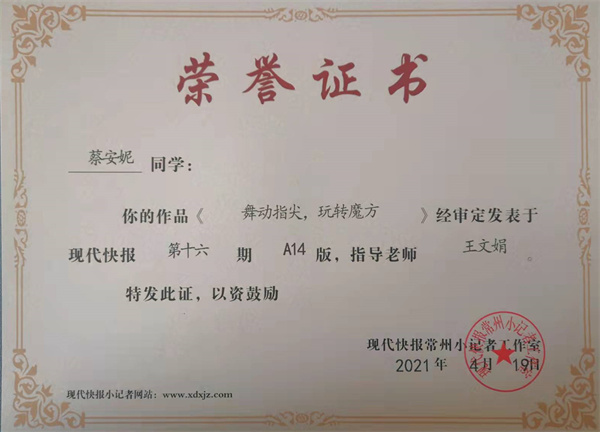 荣誉证书
蔡安妮 同学：
你的作品《 舞动指尖，玩转魔方 》经审定发表于
现代快报 第十六 期 A14 版，指导老师 王文娟 。
特发此证，以资鼓励
现代快报常州小记者工作室
2021 年 4 月 19日
现代快报小记者网站：www.xdxjz.com